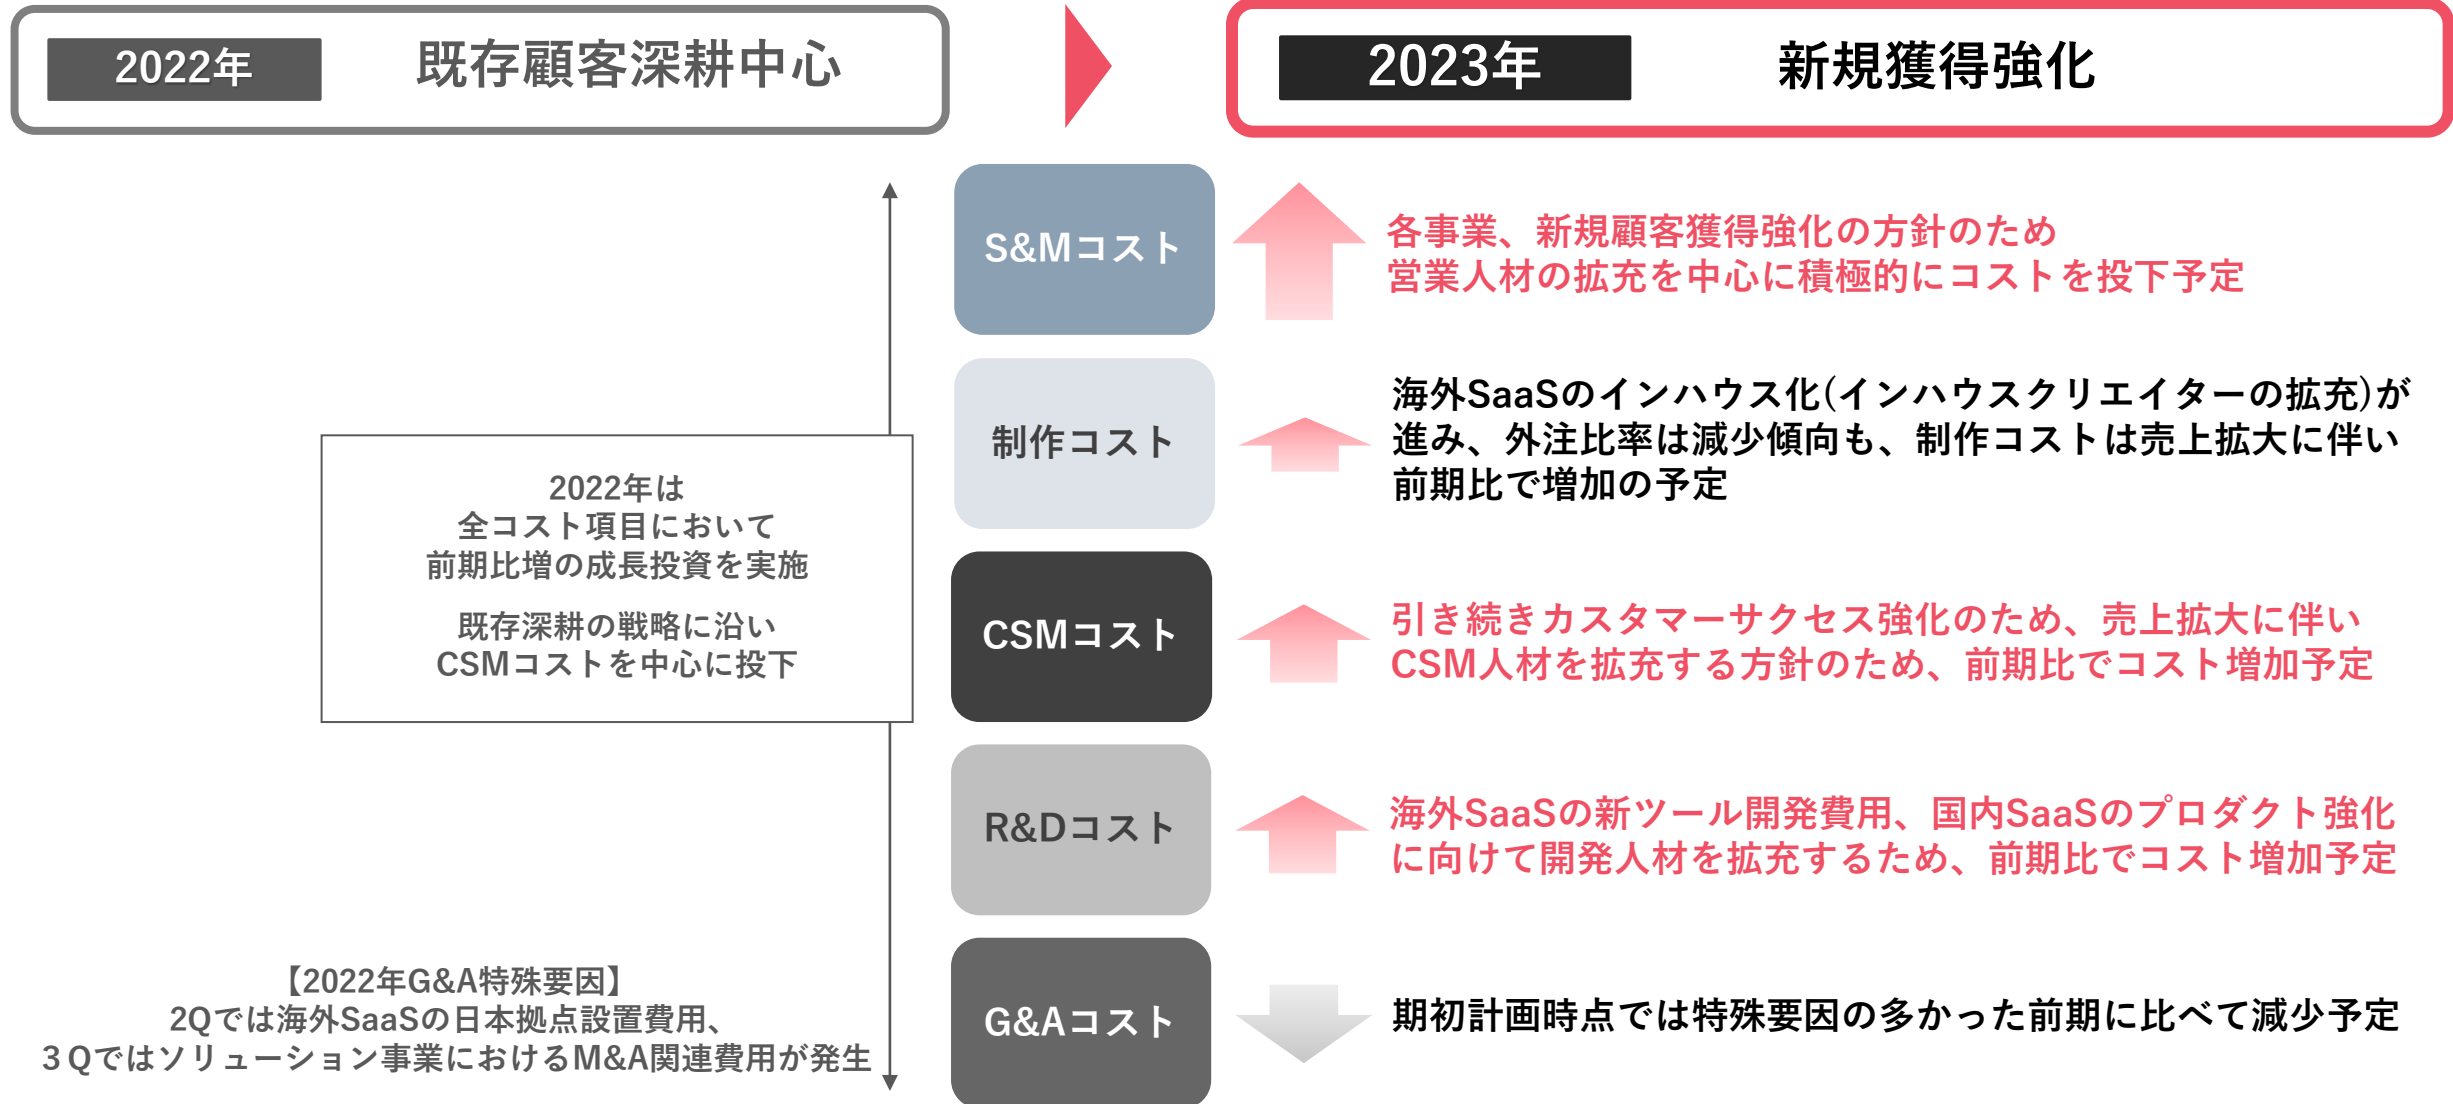 2022年
既存顧客深耕中心
2023年
新規獲得強化
2022年は
全コスト項目において
前期比増の成長投資を実施
既存深耕の戦略に沿い
CSMコストを中心に投下
【2022年G&A特殊要因】
2Qでは海外SaaSの日本拠点設置費用、
３Qではソリューション事業におけるM&A関連費用が発生
S&Mコスト
各事業、新規顧客獲得強化の方針のため
営業人材の拡充を中心に積極的にコストを投下予定
制作コスト
海外SaaSのインハウス化(インハウスクリエイターの拡充)が
進み、外注比率は減少傾向も、制作コストは売上拡大に伴い
前期比で増加の予定
CSMコスト
引き続きカスタマーサクセス強化のため、売上拡大に伴い
CSM人材を拡充する方針のため、前期比でコスト増加予定
R&Dコスト
海外SaaSの新ツール開発費用、国内SaaSのプロダクト強化
に向けて開発人材を拡充するため、前期比でコスト増加予定
G&Aコスト
期初計画時点では特殊要因の多かった前期に比べて減少予定